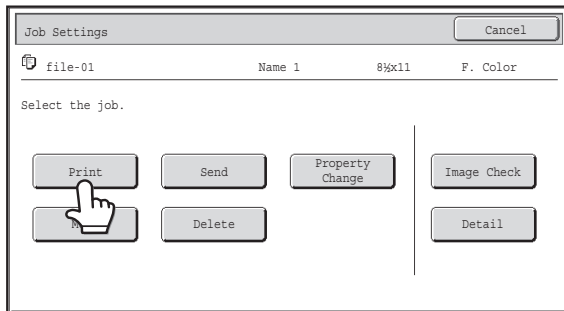 Job Settings
Cancel
file-01 Name 1 8½x11 F. Color
Select the job.
Print Send Property Change Image Check
Delete Detail